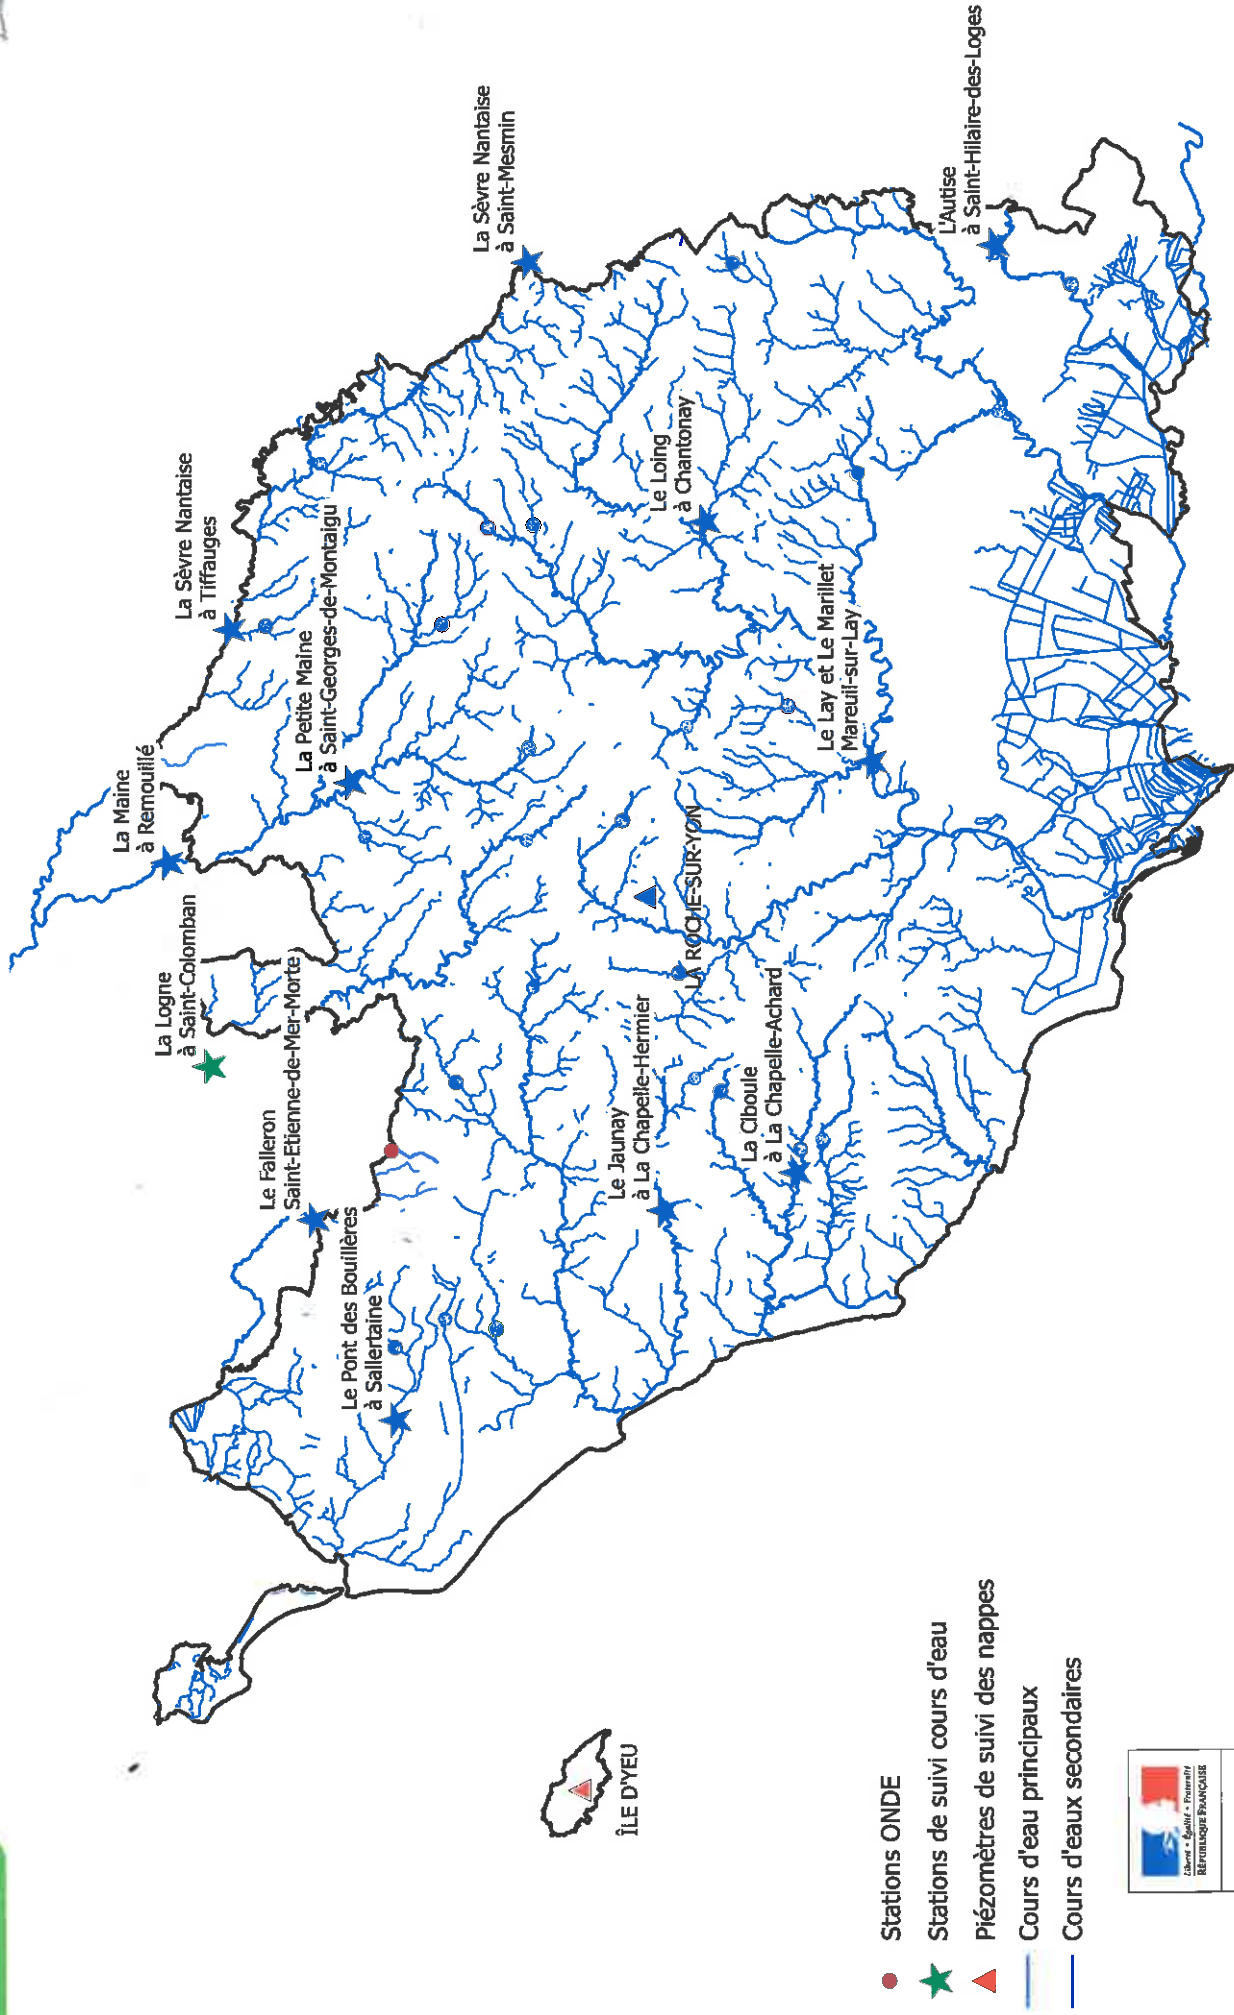 La Sèvre Nantaise
à Saint-Mesmin
L'Autise
à Saint-Hilaire-des-Loges
La Sèvre Nantaise
à Tiffauges
La Petite Maine
à Saint-Georges-de-Montaigu
Le Loing
à Chantonnay
Le Lay et Le Marillet
Mareuil-sur-Lay
La Maine
à Remouillé
LA ROCHE-SUR-YON
La Logne
à Saint-Colomban
Le Falleron
Saint-Etienne-de-Mer-Morte
Le Jaunay
à La Chapelle-Hermier
La Ciboule
à La Chapelle-Achard
Le Pont des Bouillères
à Sallertaine
ÎLE D'YEU
Stations ONDE
Stations de suivi cours d'eau
Piézomètres de suivi des nappes
Cours d'eau principaux
Cours d'eaux secondaires
Liberté • Égalité • Fraternité
RÉPUBLIQUE FRANÇAISE